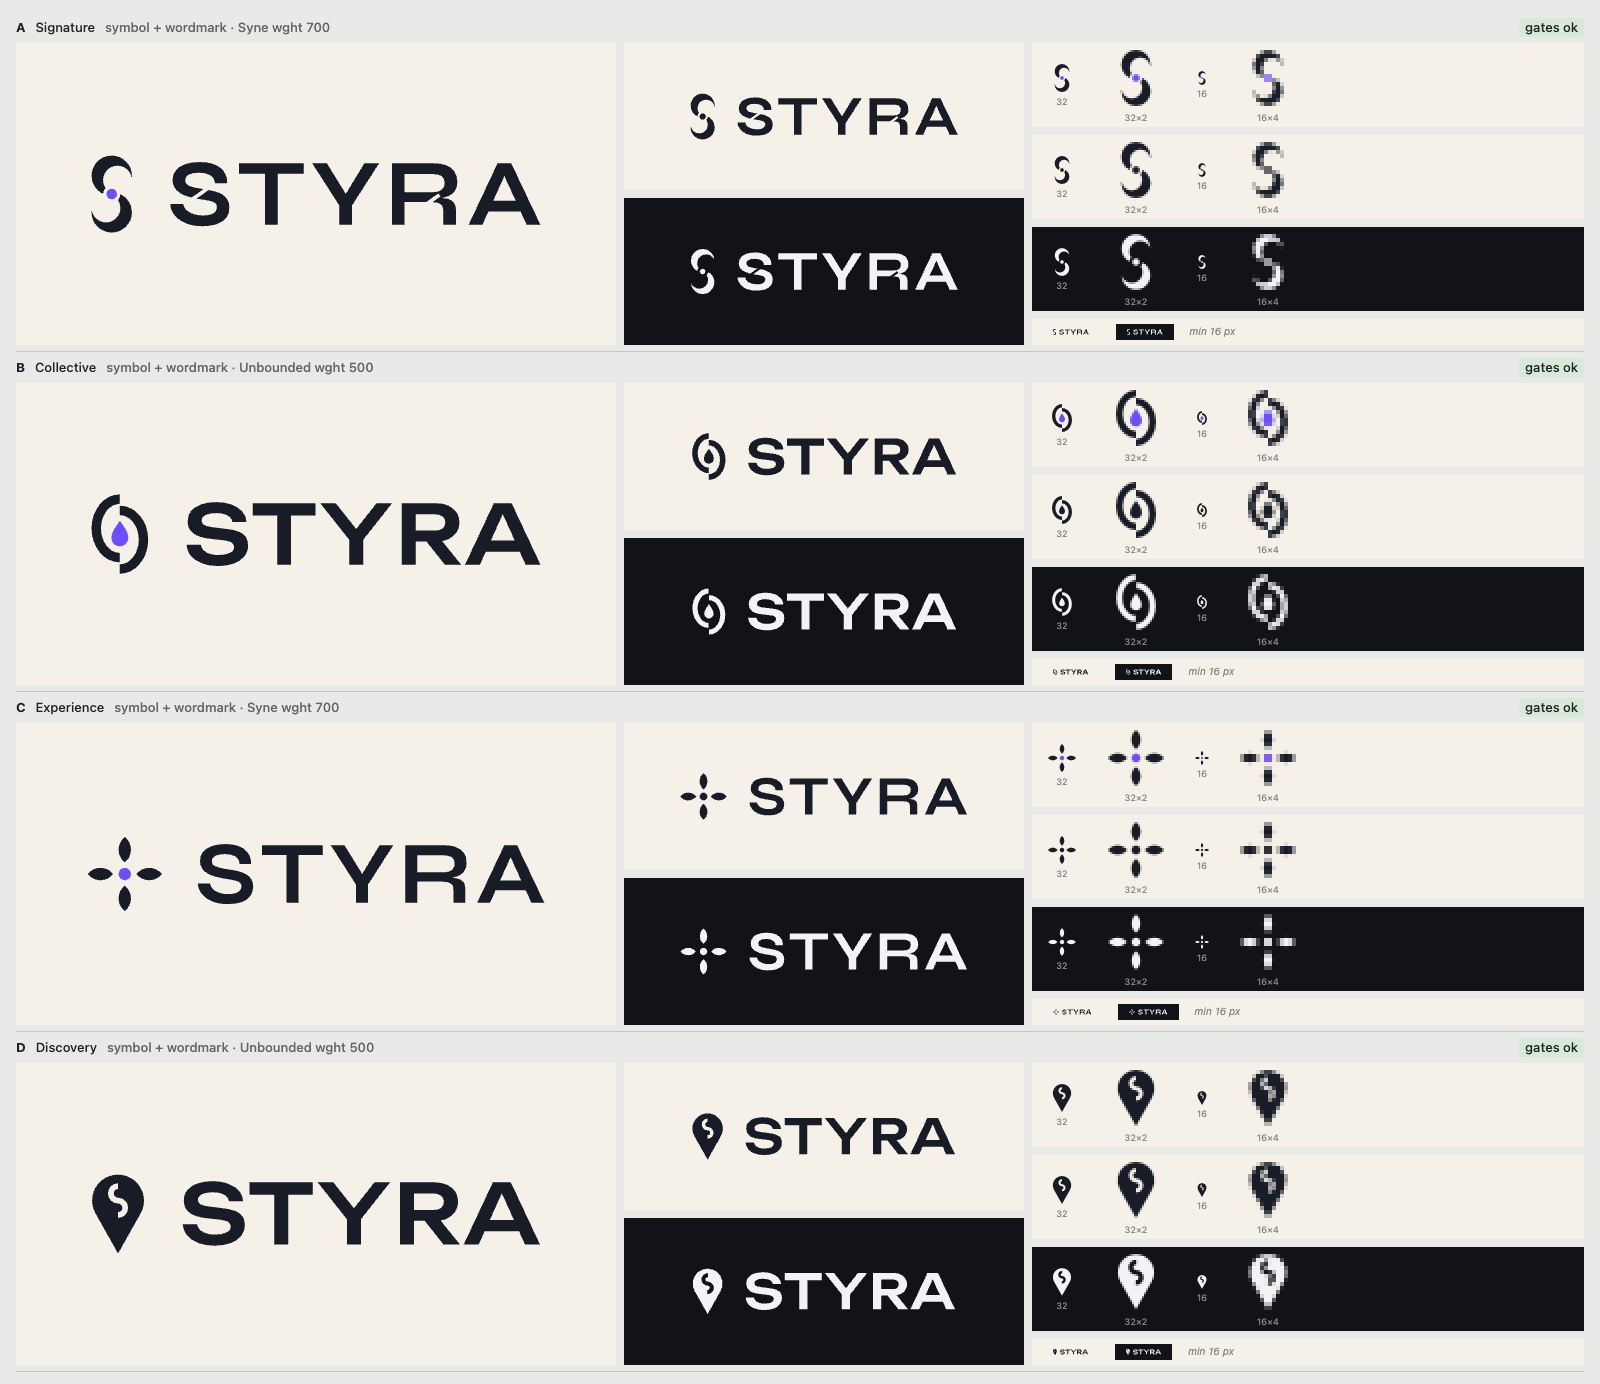 A Signature symbol + wordmark · Syne wght 700 gates ok
STYRA
STYRA
STYRA
32 32×2 16 16×4
32 32×2 16 16×4
32 32×2 16 16×4
STYRA STYRA min 16 px
B Collective symbol + wordmark · Unbounded wght 500 gates ok
STYRA
STYRA
STYRA
32 32×2 16 16×4
32 32×2 16 16×4
32 32×2 16 16×4
STYRA STYRA min 16 px
C Experience symbol + wordmark · Syne wght 700 gates ok
STYRA
STYRA
STYRA
32 32×2 16 16×4
32 32×2 16 16×4
32 32×2 16 16×4
STYRA STYRA min 16 px
D Discovery symbol + wordmark · Unbounded wght 500 gates ok
STYRA
STYRA
STYRA
32 32×2 16 16×4
32 32×2 16 16×4
32 32×2 16 16×4
STYRA STYRA min 16 px